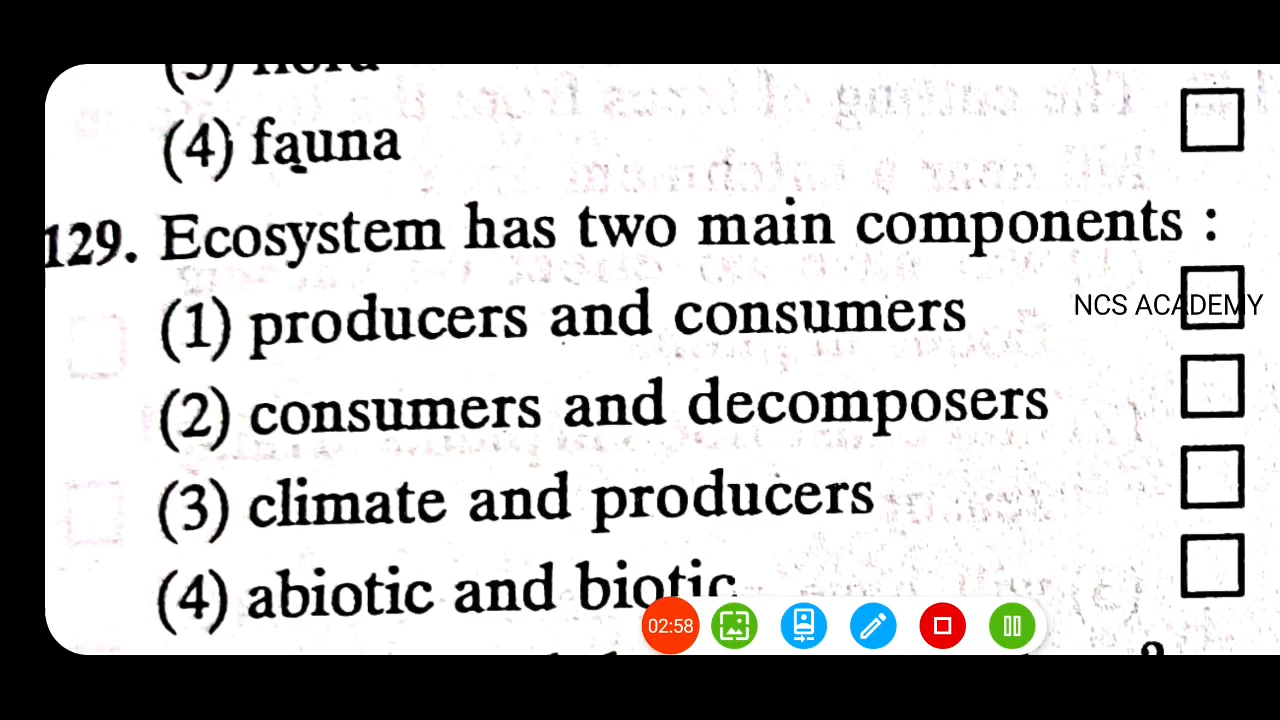 (4) fauna
129. Ecosystem has two main components :
(1) producers and consumers
NCS ACADEMY
(2) consumers and decomposers
(3) climate and producers
(4) abiotic and biotic
02:58